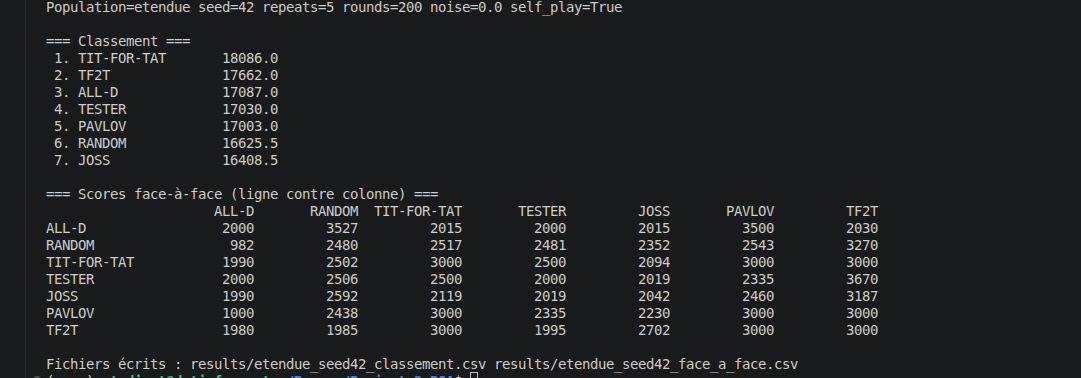 Population=etendue seed=42 repeats=5 rounds=200 noise=0.0 self_play=True
=== Classement ===
1. TIT-FOR-TAT 18086.0
2. TF2T 17662.0
3. ALL-D 17087.0
4. TESTER 17030.0
5. PAVLOV 17003.0
6. RANDOM 16625.5
7. JOSS 16408.5
=== Scores face-à-face (ligne contre colonne) ===
ALL-D RANDOM TIT-FOR-TAT TESTER JOSS PAVLOV TF2T
ALL-D 2000 3527 2015 2000 2015 3500 2030
RANDOM 982 2480 2517 2481 2352 2543 3270
TIT-FOR-TAT 1990 2502 3000 2500 2094 3000 3000
TESTER 2000 2506 2500 2000 2019 2335 3670
JOSS 1990 2592 2119 2019 2042 2460 3187
PAVLOV 1000 2438 3000 2335 2230 3000 3000
TF2T 1980 1985 3000 1995 2702 3000 3000
Fichiers écrits : results/etendue_seed42_classement.csv results/etendue_seed42_face_a_face.csv